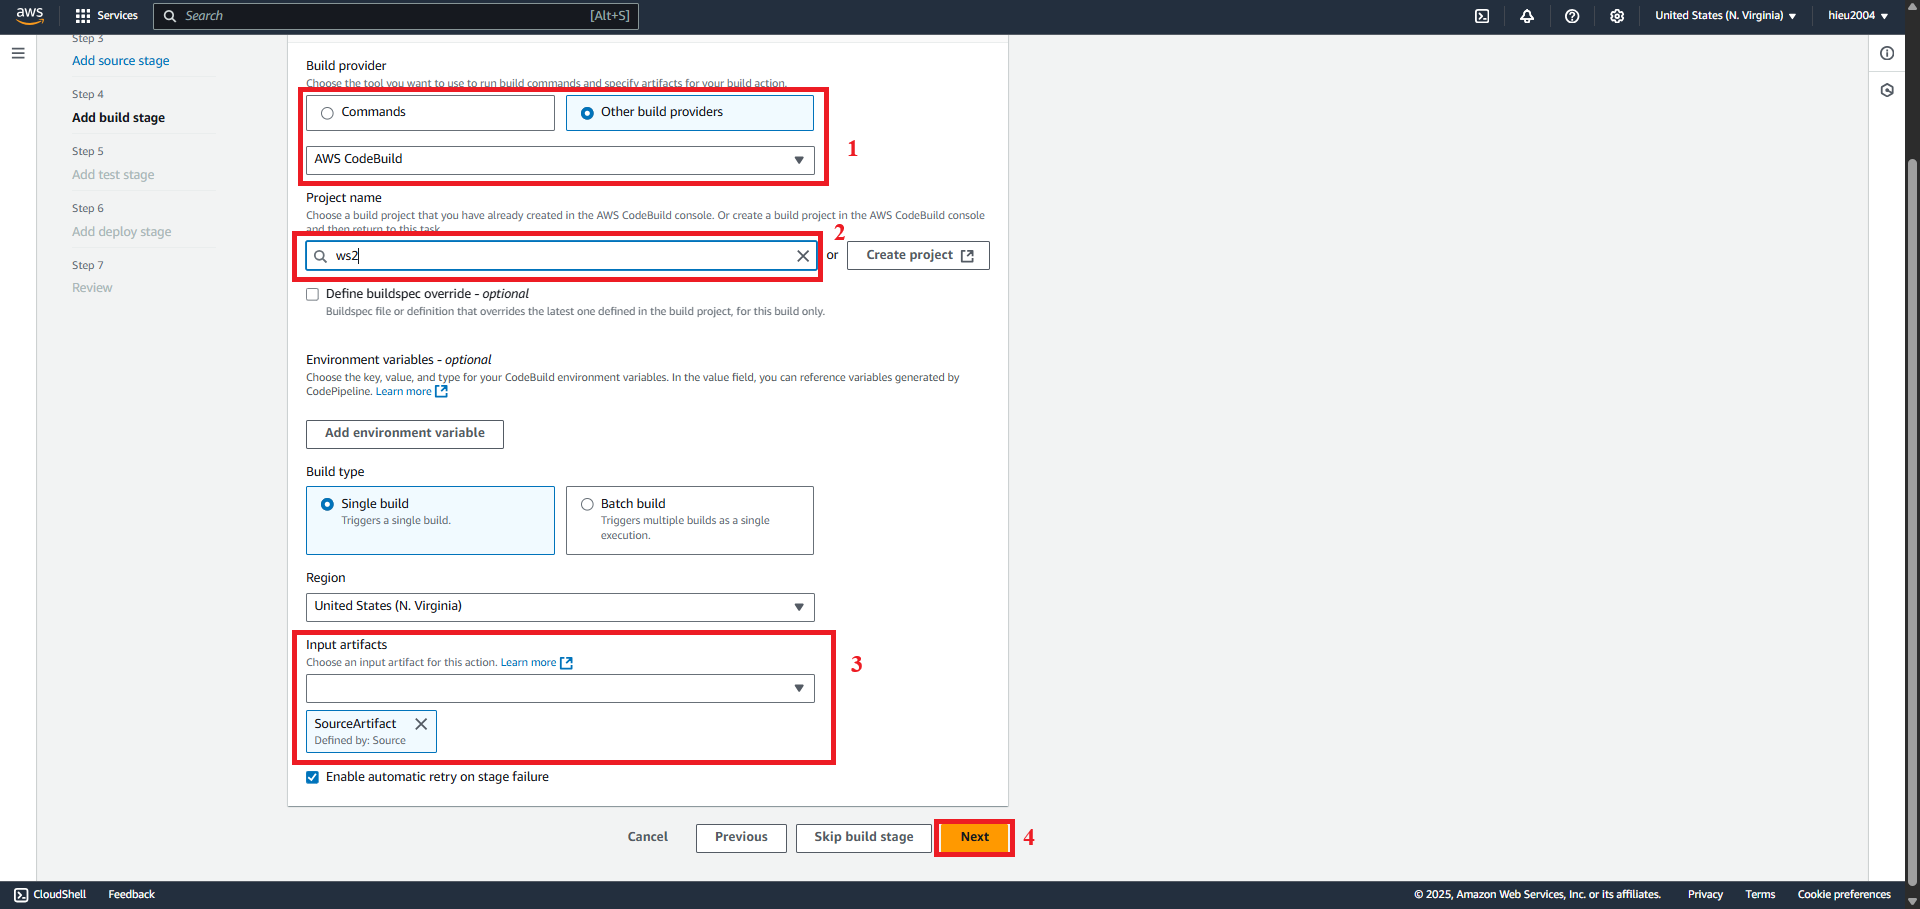 aws
Services
Search
[Alt+S]
United States (N. Virginia)
hieu2004
Step 3
Add source stage
Step 4
Add build stage
Step 5
Add test stage
Step 6
Add deploy stage
Step 7
Review
Build provider
Choose the tool you want to use to run build commands and specify artifacts for your build action.
Commands
Other build providers
AWS CodeBuild
1
Project name
Choose a build project that you have already created in the AWS CodeBuild console. Or create a build project in the AWS CodeBuild console
and then return to this task.
2
ws2
or
Create project
Define buildspec override - optional
Buildspec file or definition that overrides the latest one defined in the build project, for this build only.
Environment variables - optional
Choose the key, value, and type for your CodeBuild environment variables. In the value field, you can reference variables generated by
CodePipeline. Learn more
Add environment variable
Build type
Single build
Triggers a single build.
Batch build
Triggers multiple builds as a single
execution.
Region
United States (N. Virginia)
Input artifacts
Choose an input artifact for this action. Learn more
3
SourceArtifact
Defined by: Source
Enable automatic retry on stage failure
Cancel
Previous
Skip build stage
Next
4
CloudShell
Feedback
© 2025, Amazon Web Services, Inc. or its affiliates.
Privacy
Terms
Cookie preferences